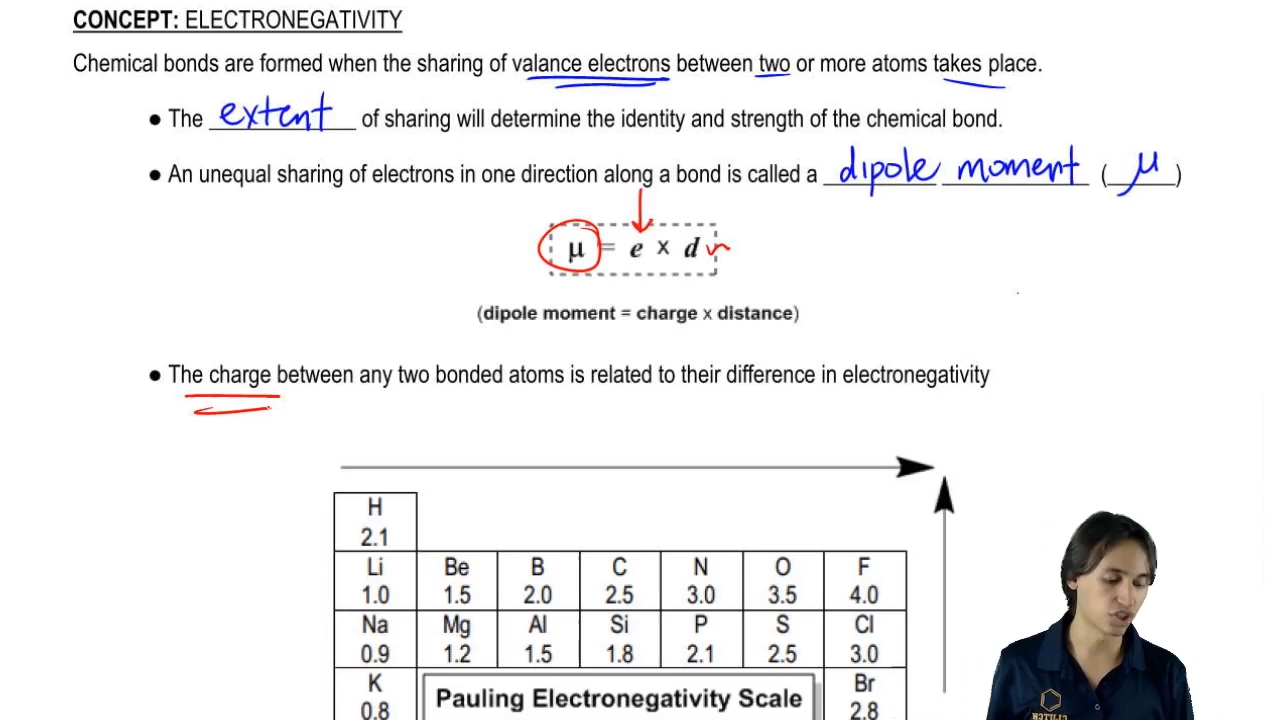 CONCEPT: ELECTRONEGATIVITY
Chemical bonds are formed when the sharing of valance electrons between two or more atoms takes place.
● The extent of sharing will determine the identity and strength of the chemical bond.
● An unequal sharing of electrons in one direction along a bond is called a dipole moment (μ)
μ = e x d
(dipole moment = charge x distance)
● The charge between any two bonded atoms is related to their difference in electronegativity
H
2.1
Li Be B C N O F
1.0 1.5 2.0 2.5 3.0 3.5 4.0
Na Mg Al Si P S Cl
0.9 1.2 1.5 1.8 2.1 2.5 3.0
K Pauling Electronegativity Scale Br
0.8 2.8